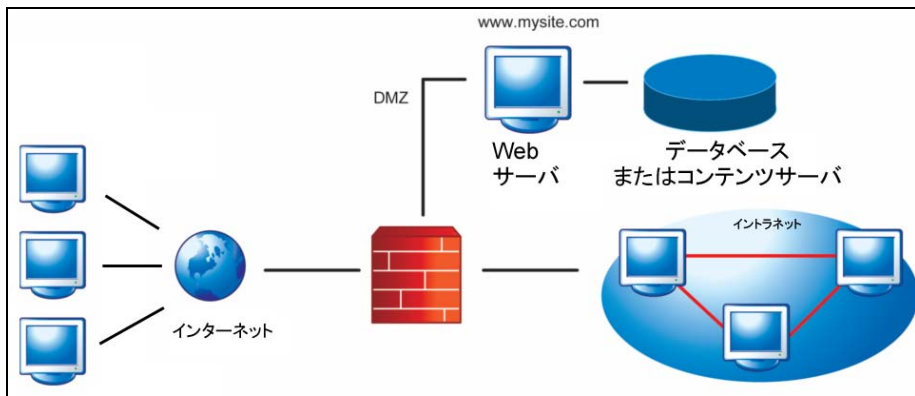 www.mysite.com
DMZ
Web
サーバ
データベース
またはコンテンツサーバ
イントラネット
インターネット